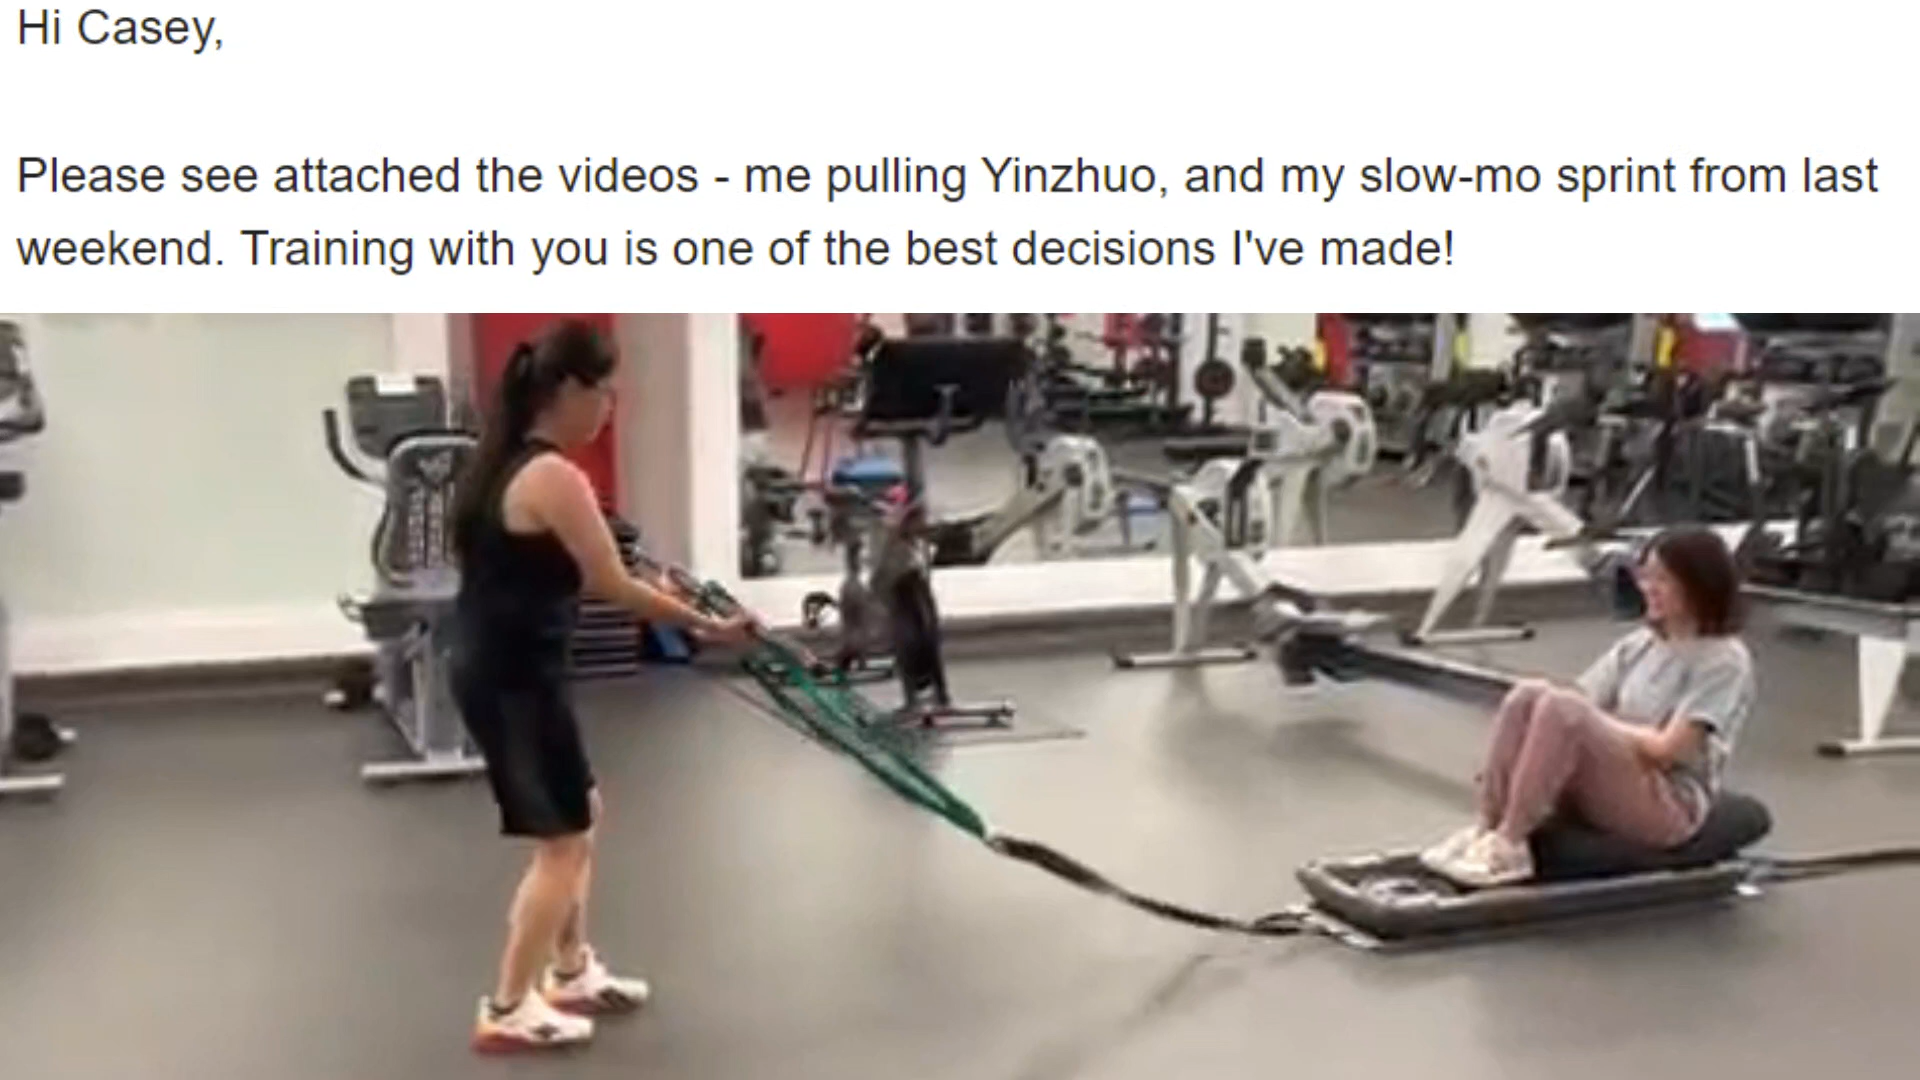 Hi Casey,
Please see attached the videos - me pulling Yinzhuo, and my slow-mo sprint from last
weekend. Training with you is one of the best decisions I've made!